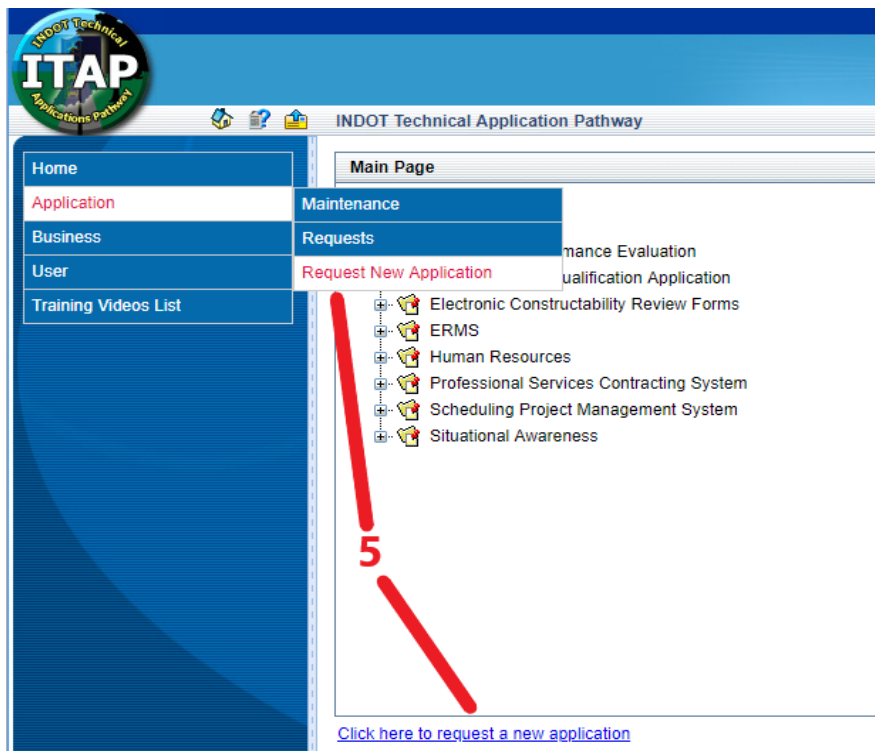 INDOT Technical
ITAP
Applications Pathway
INDOT Technical Application Pathway
Home
Application
Business
User
Training Videos List
Maintenance
Requests
Request New Application
Main Page
mance Evaluation
ualification Application
Electronic Constructability Review Forms
ERMS
Human Resources
Professional Services Contracting System
Scheduling Project Management System
Situational Awareness
5
Click here to request a new application